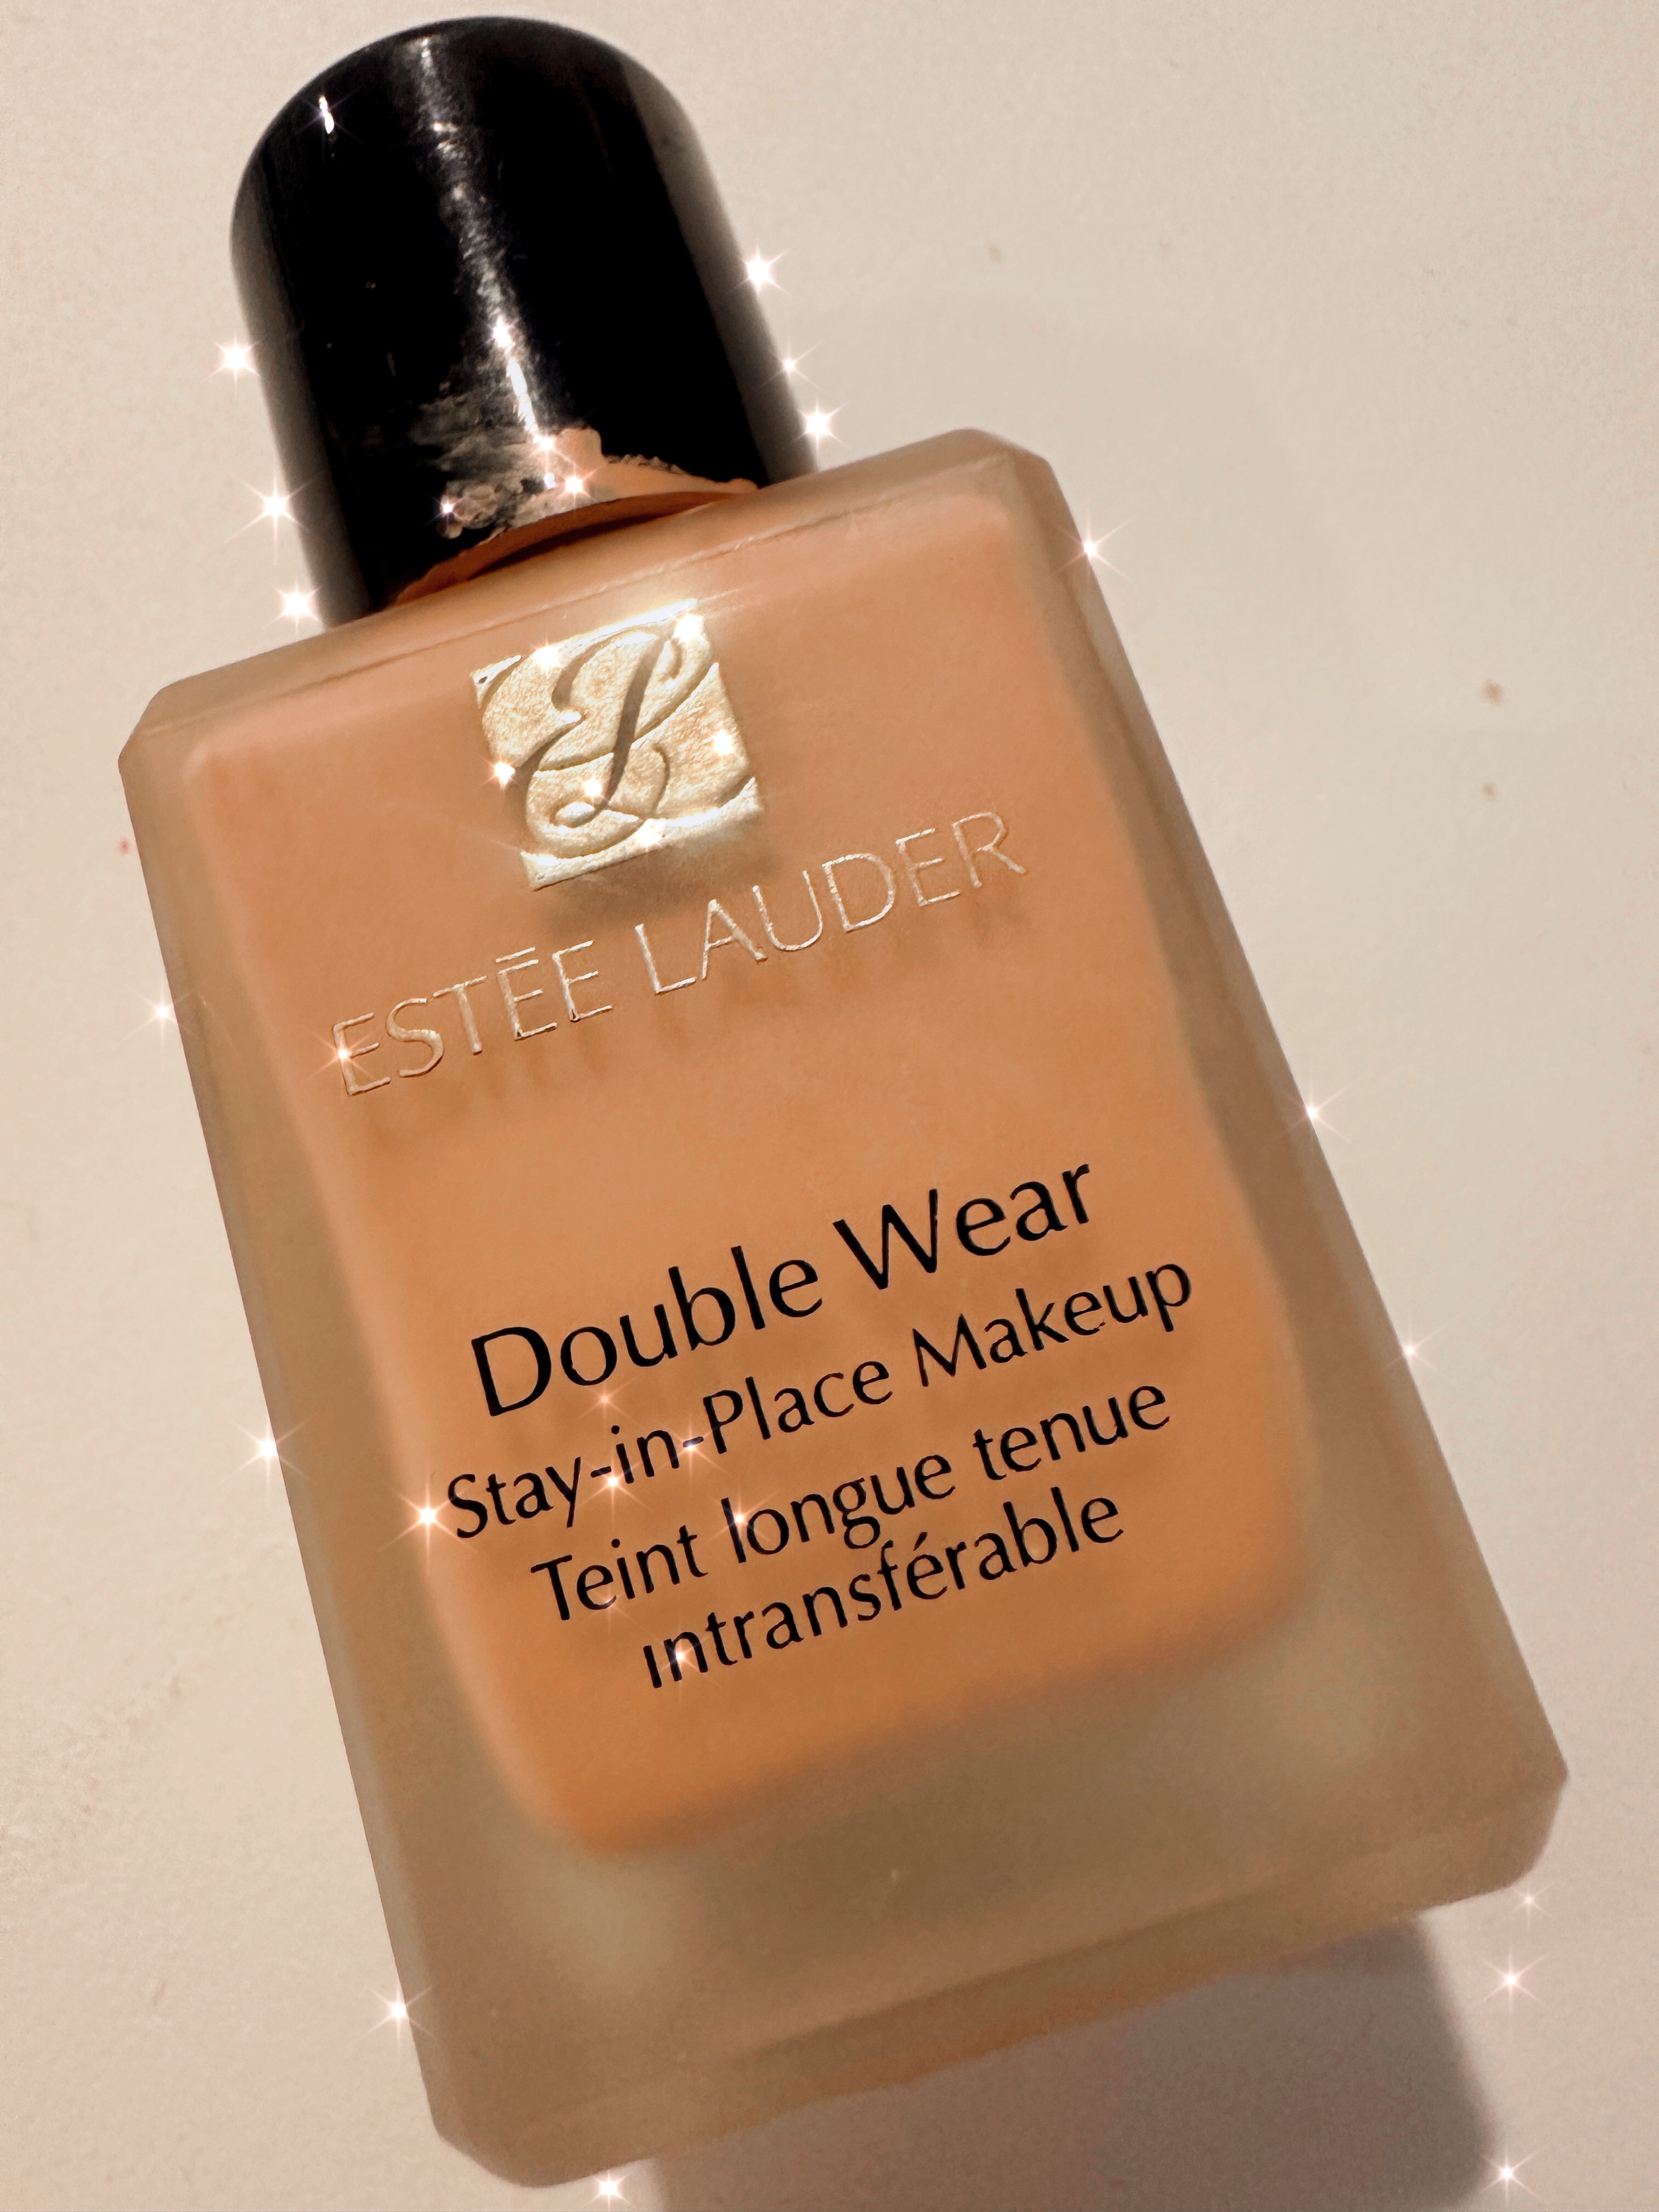 ESTĒE LAUDER
Double Wear
Stay-in-Place Makeup
Teint longue tenue
intransférable